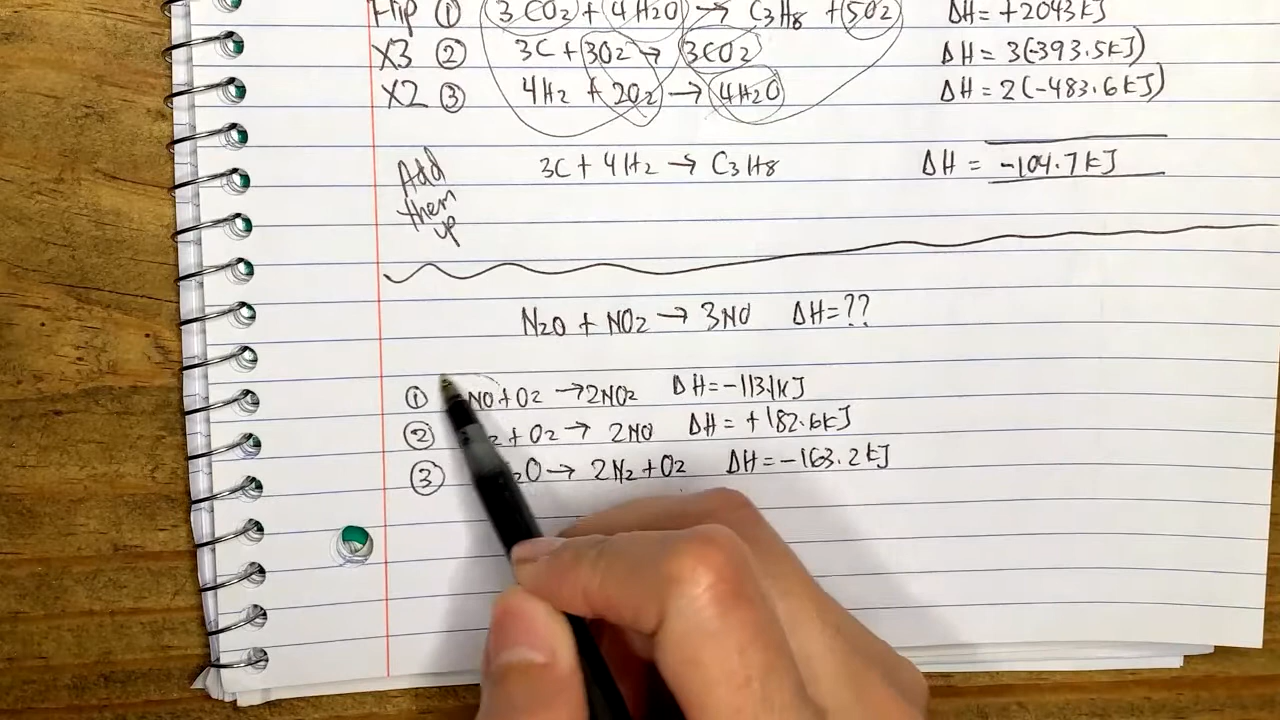 Flip ① 3CO2 + 4H2O → C3H8 + 5O2 ΔH = +2043kJ
X3 ② 3C + 3O2 → 3CO2 ΔH = 3(-393.5kJ)
X2 ③ 4H2 + 2O2 → 4H2O ΔH = 2(-483.6kJ)
Add them up
3C + 4H2 → C3H8 ΔH = -104.7kJ
N2O + NO2 → 3NO ΔH = ??
① NO + O2 → 2NO2 ΔH = -113.1kJ
② + O2 → 2NO ΔH = +182.6kJ
③ O → 2N2 + O2 ΔH = -163.2kJ